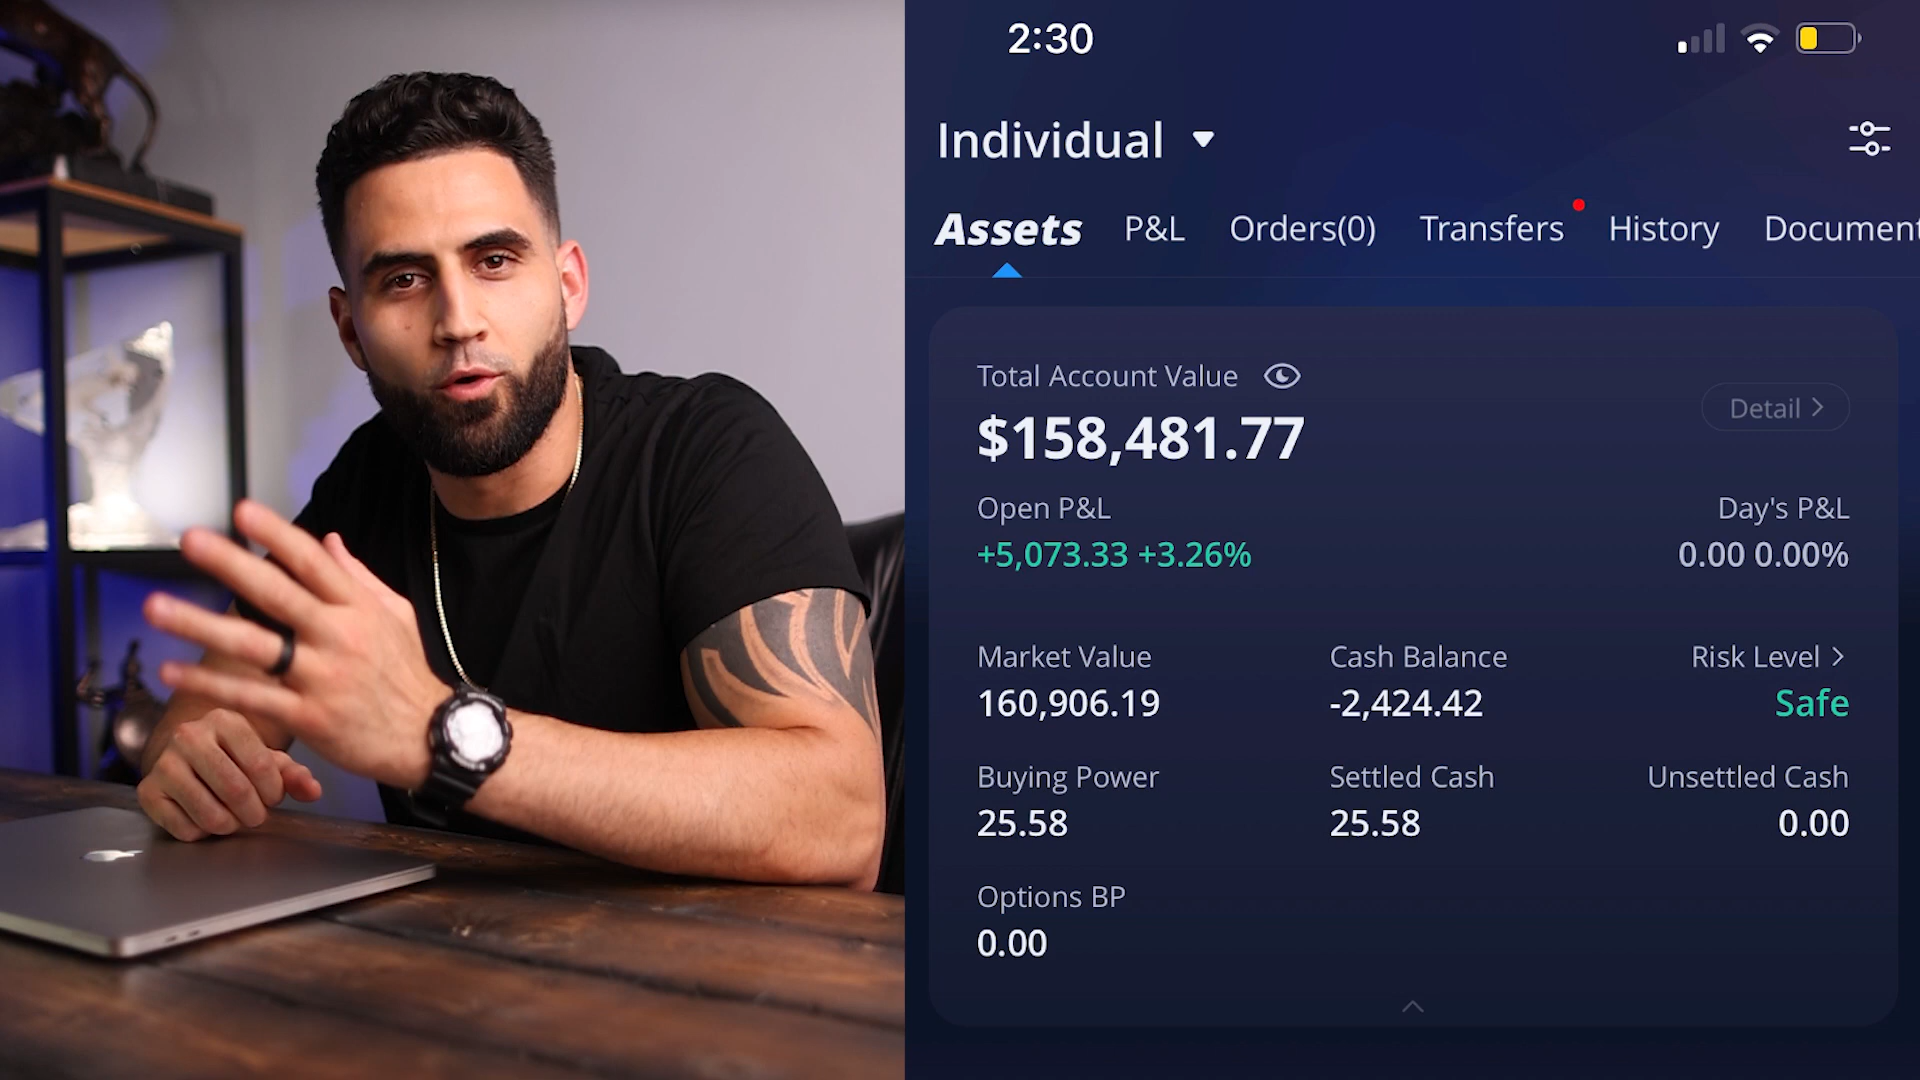 2:30
Individual
Assets P&L Orders(0) Transfers History Document
Total Account Value
$158,481.77
Detail >
Open P&L Day's P&L
+5,073.33 +3.26% 0.00 0.00%
Market Value Cash Balance Risk Level >
160,906.19 -2,424.42 Safe
Buying Power Settled Cash Unsettled Cash
25.58 25.58 0.00
Options BP
0.00